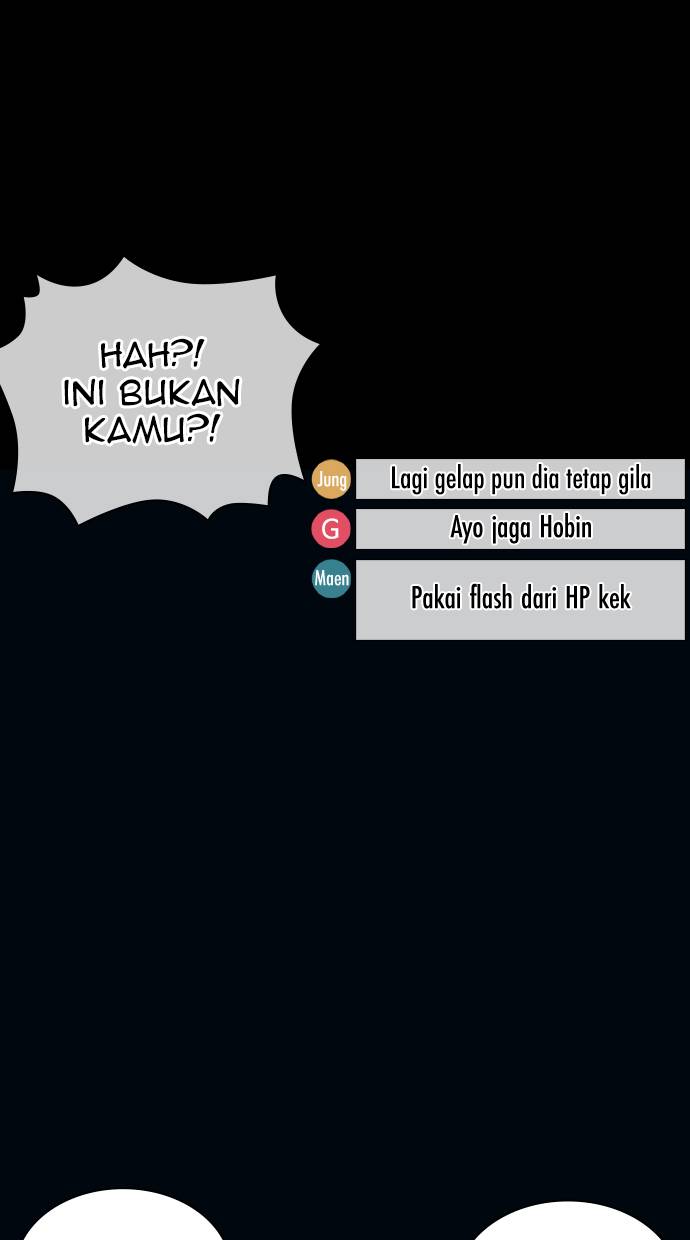 HAH?!
INI BUKAN
KAMU?!
Jung Lagi gelap pun dia tetap gila
G Ayo jaga Hobin
Maen Pakai flash dari HP kek